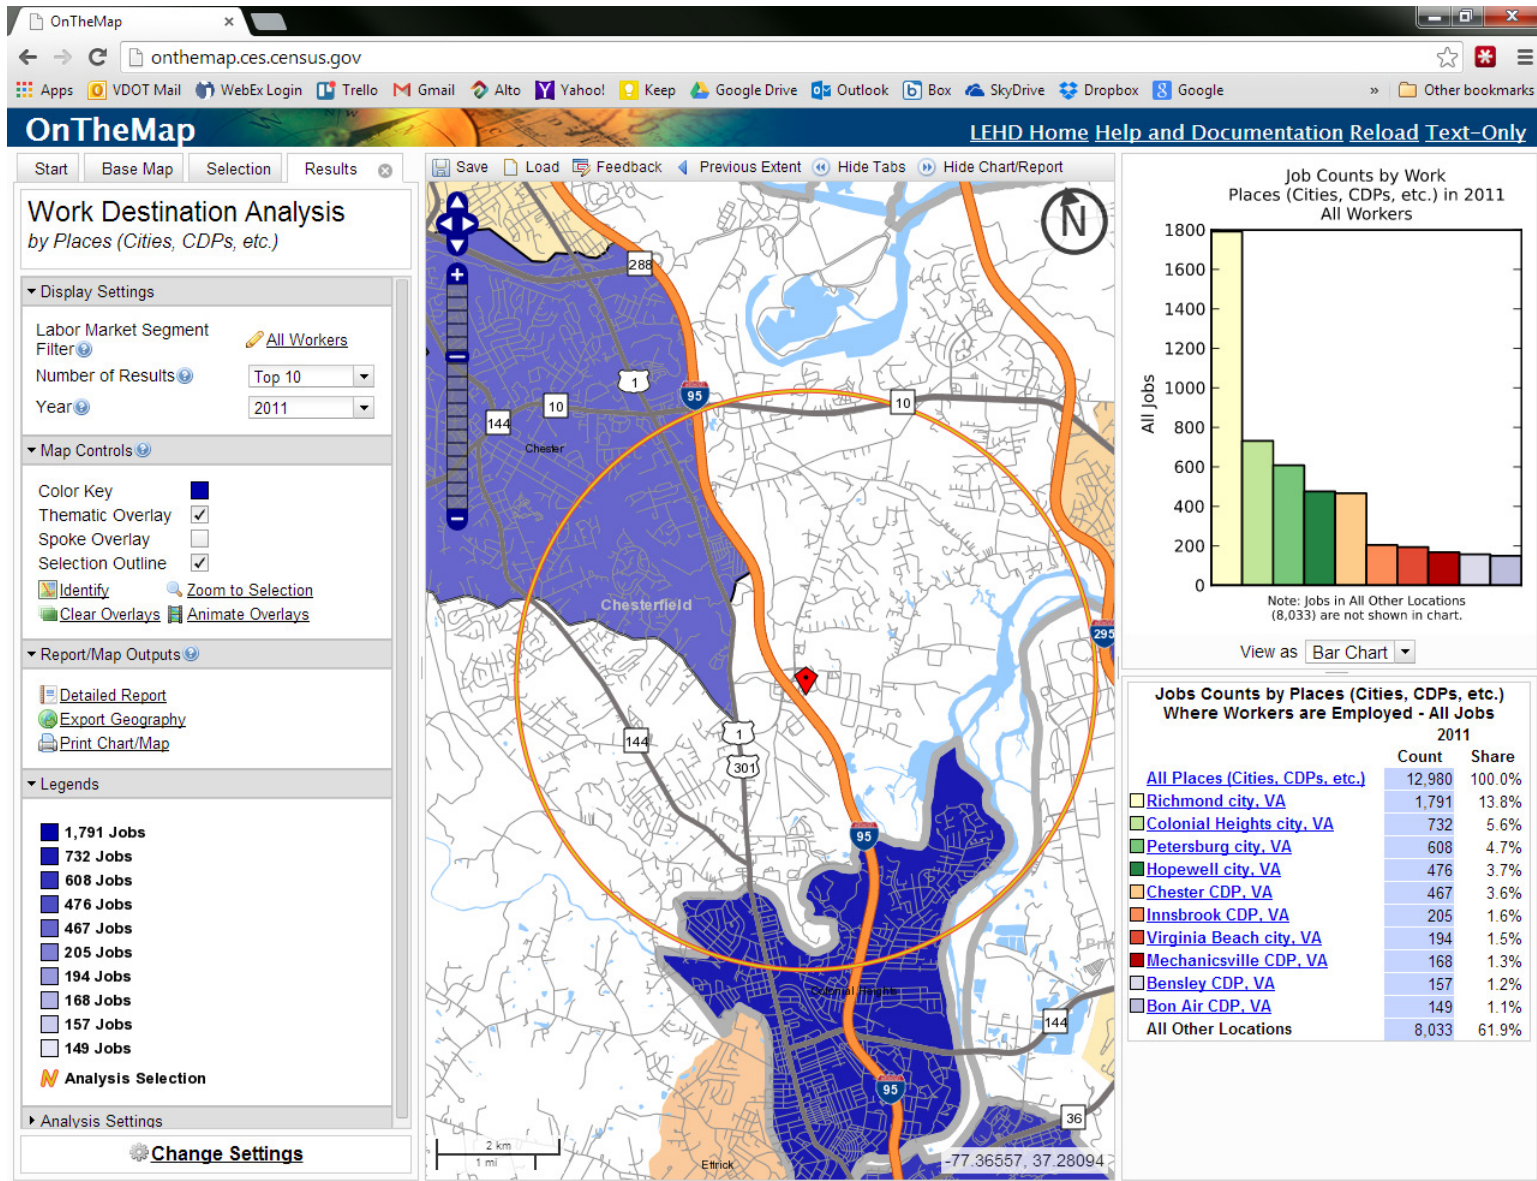 OnTheMap
onthemap.ces.census.gov
Apps VDOT Mail WebEx Login Trello Gmail Alto Yahoo! Keep Google Drive Outlook Box SkyDrive Dropbox Google » Other bookmarks
OnTheMap
LEHD Home Help and Documentation Reload Text-Only
Start Base Map Selection Results
Work Destination Analysis
by Places (Cities, CDPs, etc.)
Display Settings
Labor Market Segment
Filter All Workers
Number of Results Top 10
Year 2011
Map Controls
Color Key
Thematic Overlay
Spoke Overlay
Selection Outline
Identify Zoom to Selection
Clear Overlays Animate Overlays
Report/Map Outputs
Detailed Report
Export Geography
Print Chart/Map
Legends
1,791 Jobs
732 Jobs
608 Jobs
476 Jobs
467 Jobs
205 Jobs
194 Jobs
168 Jobs
157 Jobs
149 Jobs
Analysis Selection
Analysis Settings
Change Settings
Save Load Feedback Previous Extent Hide Tabs Hide Chart/Report
N
288
1
95
10
10
144
Chester
Chesterfield
295
144
1
301
95
Colonial Heights
144
95
36
Ettrick
2 km
1 mi
-77.36557, 37.28094
Job Counts by Work
Places (Cities, CDPs, etc.) in 2011
All Workers
All Jobs
1800
1600
1400
1200
1000
800
600
400
200
0
Note: Jobs in All Other Locations
(8,033) are not shown in chart.
View as Bar Chart
Jobs Counts by Places (Cities, CDPs, etc.)
Where Workers are Employed - All Jobs
2011
Count Share
All Places (Cities, CDPs, etc.) 12,980 100.0%
Richmond city, VA 1,791 13.8%
Colonial Heights city, VA 732 5.6%
Petersburg city, VA 608 4.7%
Hopewell city, VA 476 3.7%
Chester CDP, VA 467 3.6%
Innsbrook CDP, VA 205 1.6%
Virginia Beach city, VA 194 1.5%
Mechanicsville CDP, VA 168 1.3%
Bensley CDP, VA 157 1.2%
Bon Air CDP, VA 149 1.1%
All Other Locations 8,033 61.9%